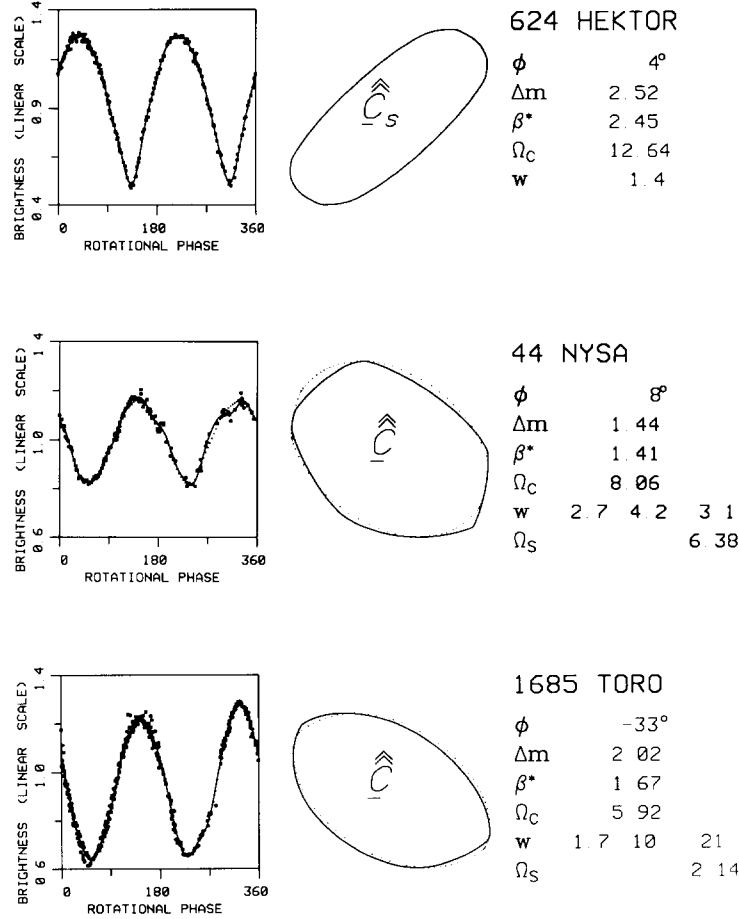 624 HEKTOR
BRIGHTNESS (LINEAR SCALE)
1.4
0.9
0.4
0 180 360
ROTATIONAL PHASE
C S
φ 4°
Δm 2.52
β* 2.45
Ω_C 12.64
w 1.4
44 NYSA
BRIGHTNESS (LINEAR SCALE)
1 4
1.0
0 6
0 180 360
ROTATIONAL PHASE
C
φ 8°
Δm 1.44
β* 1.41
Ω_C 8 06
w 2.7 4.2 3 1
Ω_S 6.38
1685 TORO
BRIGHTNESS (LINEAR SCALE)
1.4
1.0
0 6
0 180 360
ROTATIONAL PHASE
C
φ -33°
Δm 2 02
β* 1 67
Ω_C 5 92
w 1.7 10 21
Ω_S 2 14